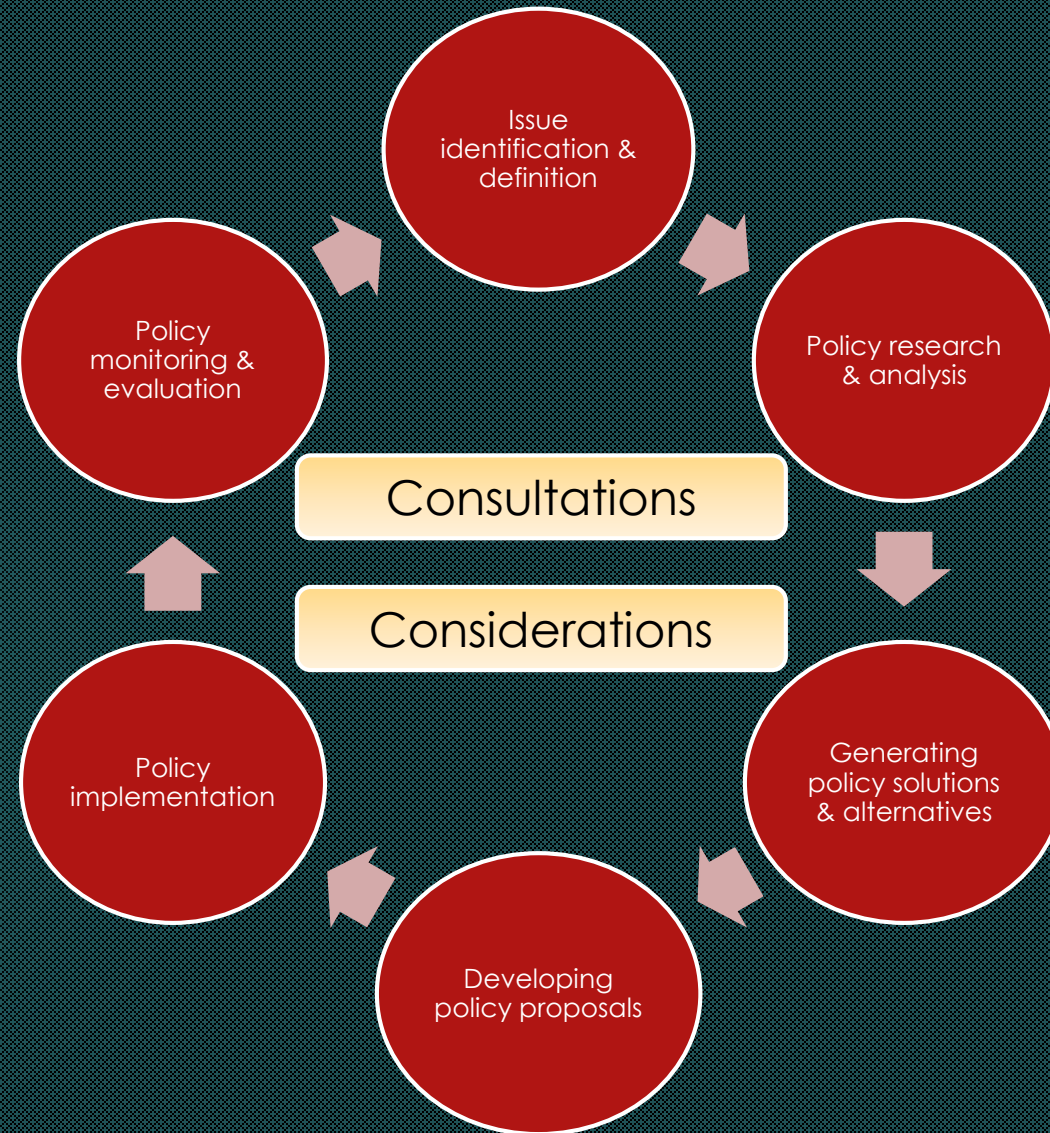 Issue
identification &
definition
Policy research
& analysis
Generating
policy solutions
& alternatives
Developing
policy proposals
Policy
implementation
Policy
monitoring &
evaluation
Consultations
Considerations